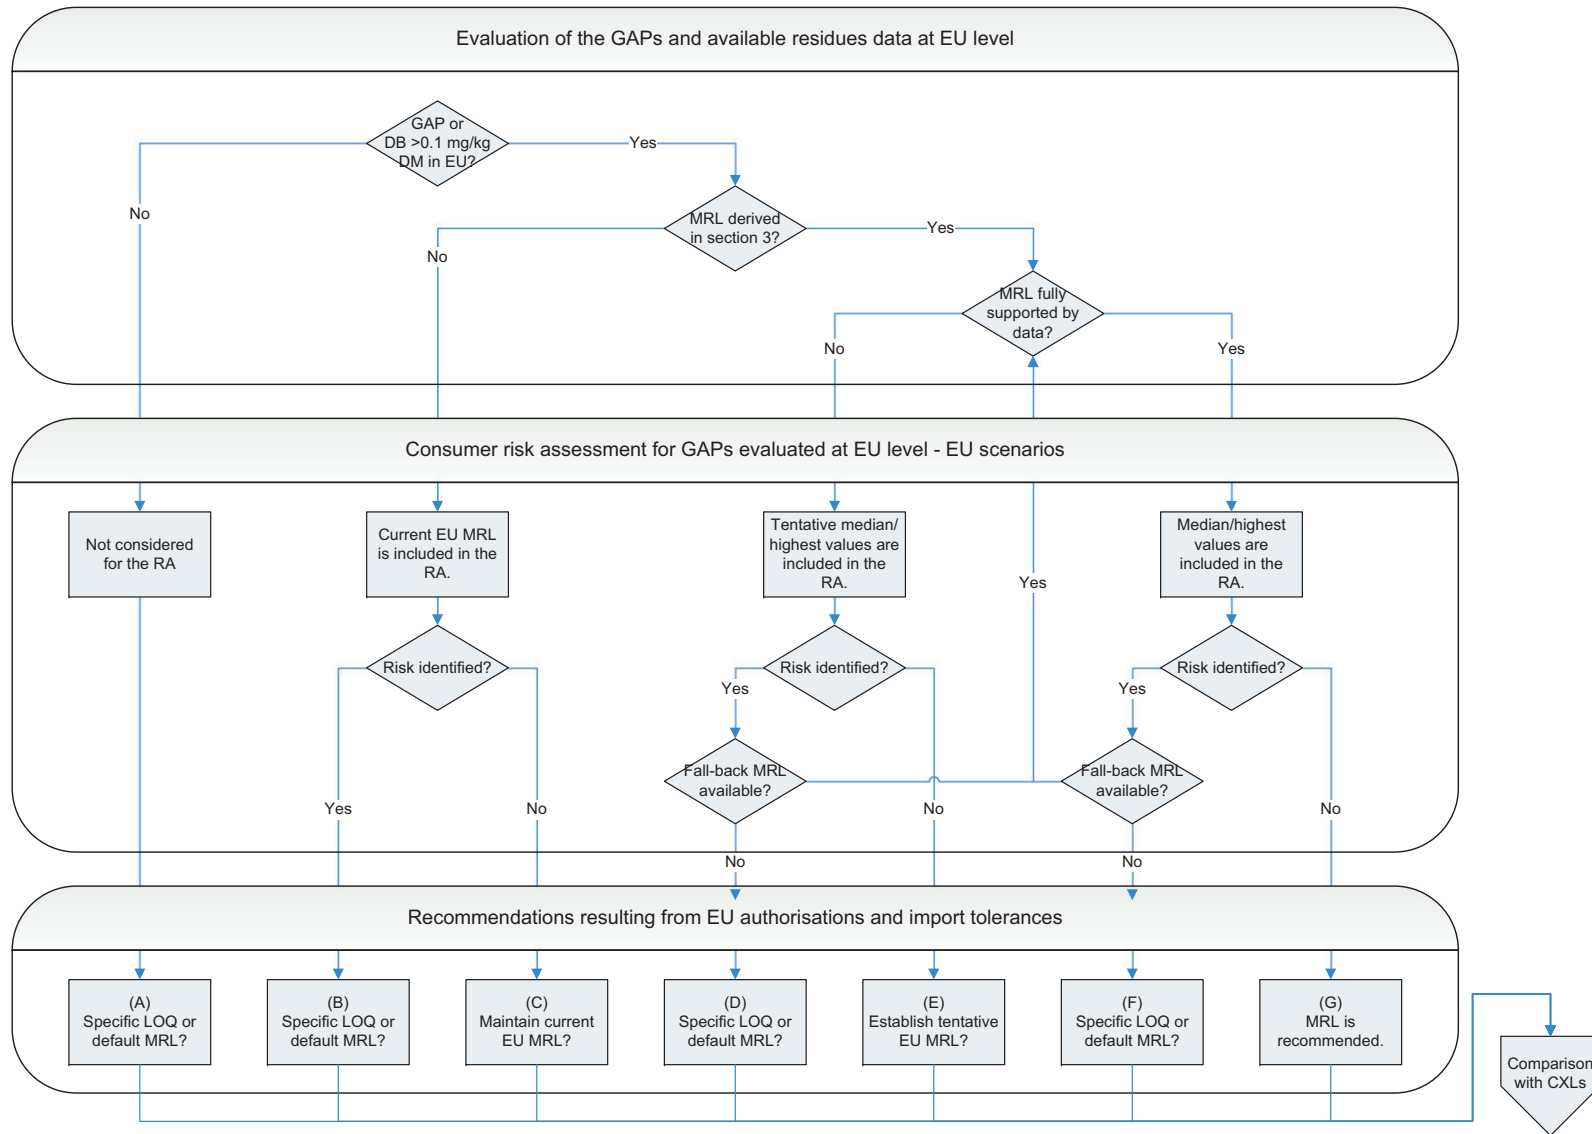 Evaluation of the GAPs and available residues data at EU level
GAP or
DB >0.1 mg/kg
DM in EU?
Yes
No
MRL derived
in section 3?
Yes
No
MRL fully
supported by
data?
No
Yes
Consumer risk assessment for GAPs evaluated at EU level - EU scenarios
Not considered
for the RA
Current EU MRL
is included in the
RA.
Tentative median/
highest values are
included in the
RA.
Yes
Median/highest
values are
included in the
RA.
Risk identified?
Risk identified?
Risk identified?
Yes
Yes
Fall-back MRL
available?
Fall-back MRL
available?
Yes
No
No
No
No
No
Recommendations resulting from EU authorisations and import tolerances
(A)
Specific LOQ or
default MRL?
(B)
Specific LOQ or
default MRL?
(C)
Maintain current
EU MRL?
(D)
Specific LOQ or
default MRL?
(E)
Establish tentative
EU MRL?
(F)
Specific LOQ or
default MRL?
(G)
MRL is
recommended.
Comparison
with CXLs